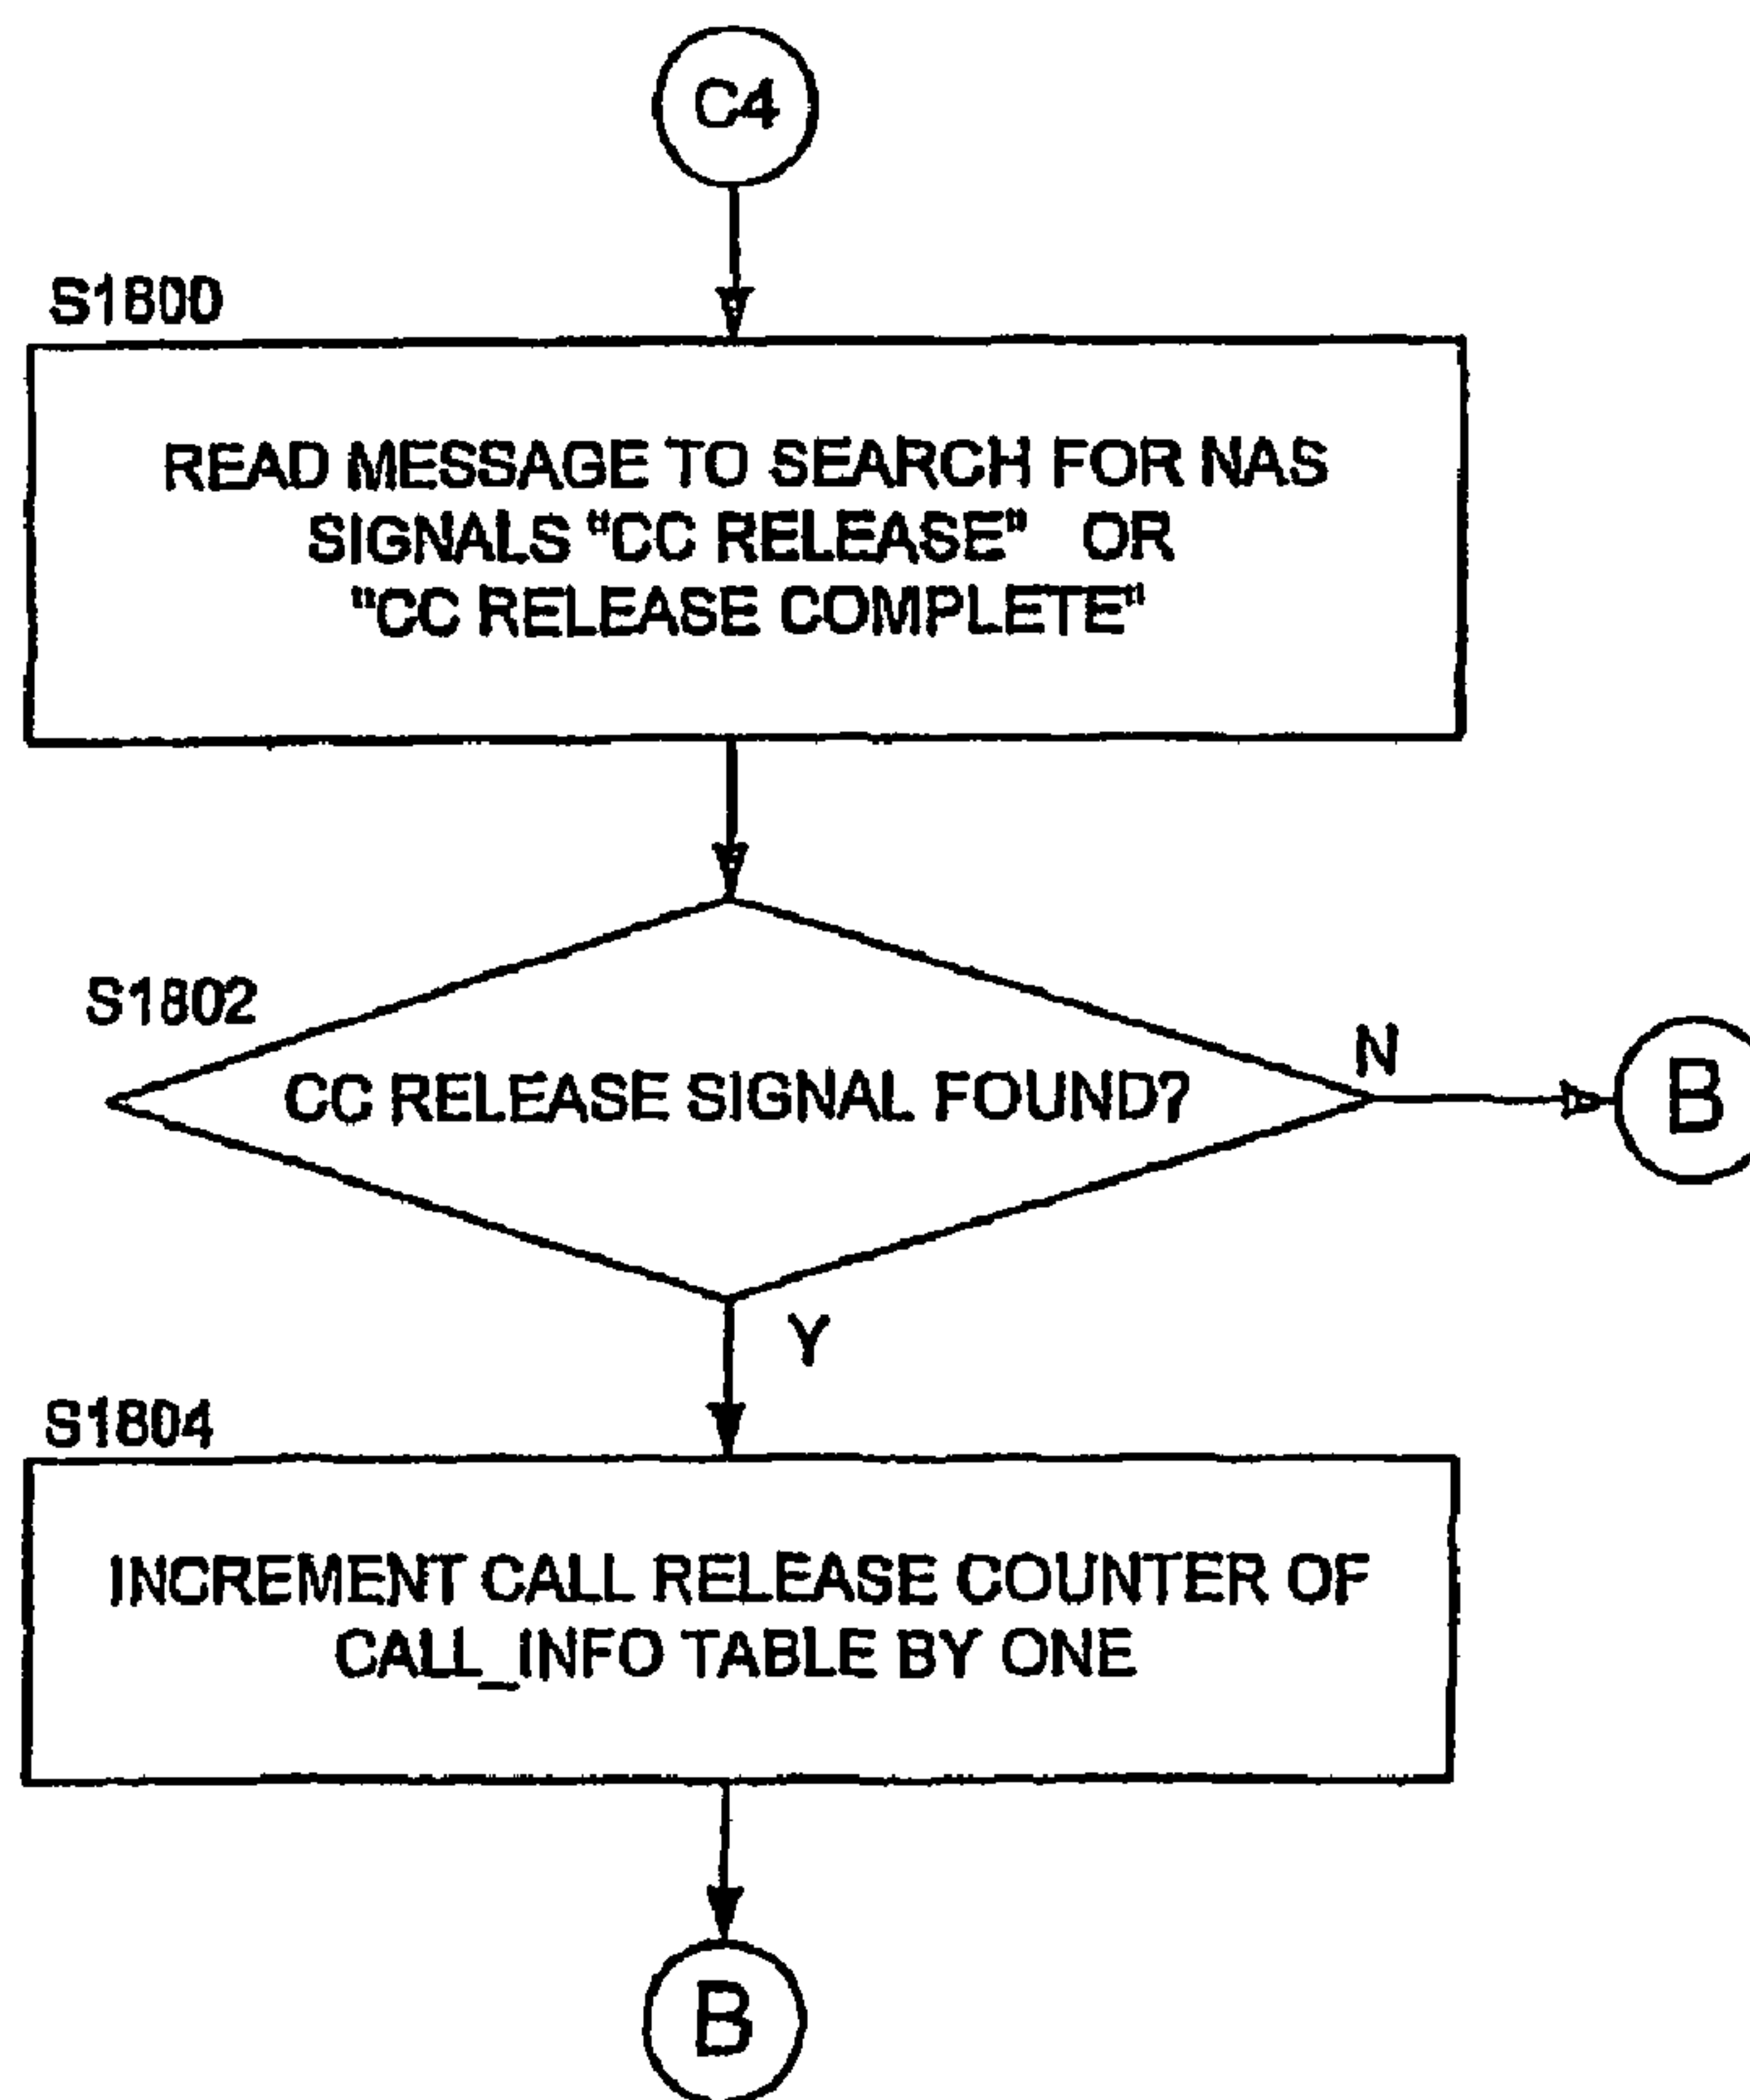 C4
S1800
READ MESSAGE TO SEARCH FOR NAS
SIGNALS "CC RELEASE" OR
"CC RELEASE COMPLETE"
S1802
CC RELEASE SIGNAL FOUND?
N
B
Y
S1804
INCREMENT CALL RELEASE COUNTER OF
CALL_INFO TABLE BY ONE
B